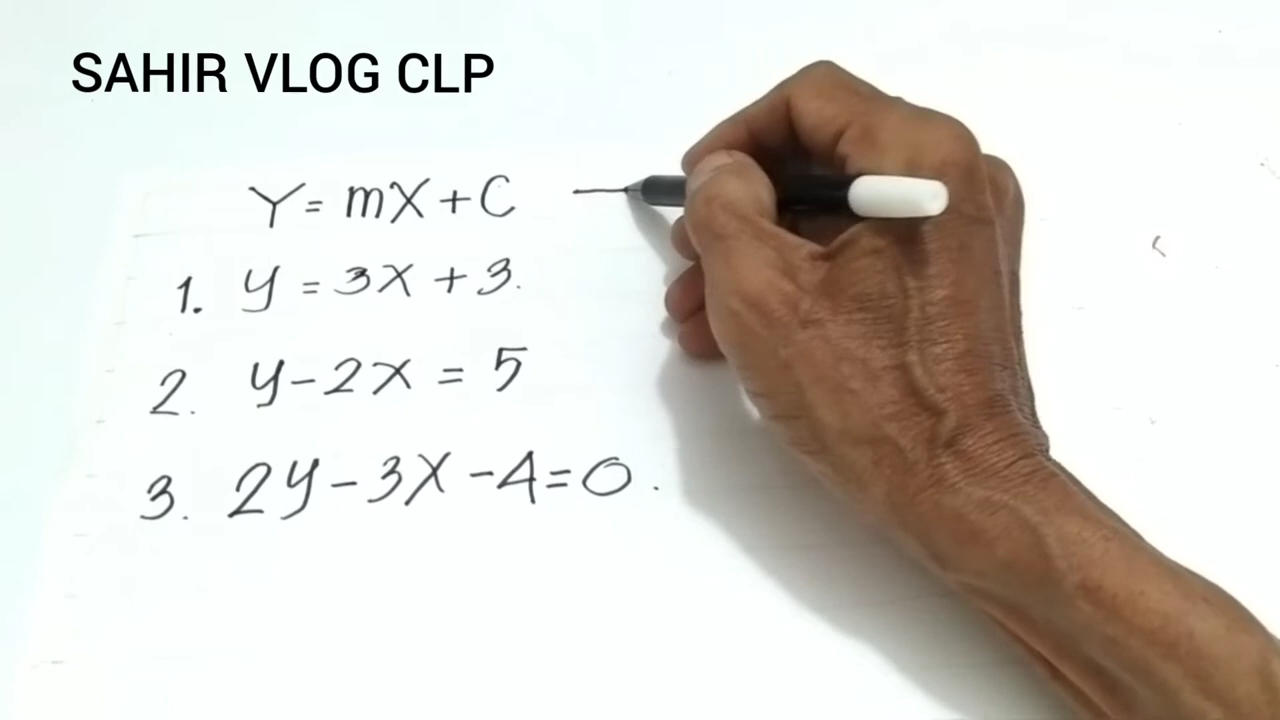 SAHIR VLOG CLP
Y = mX + C
1. y = 3X + 3.
2. y - 2X = 5
3. 2y - 3X - 4 = 0.